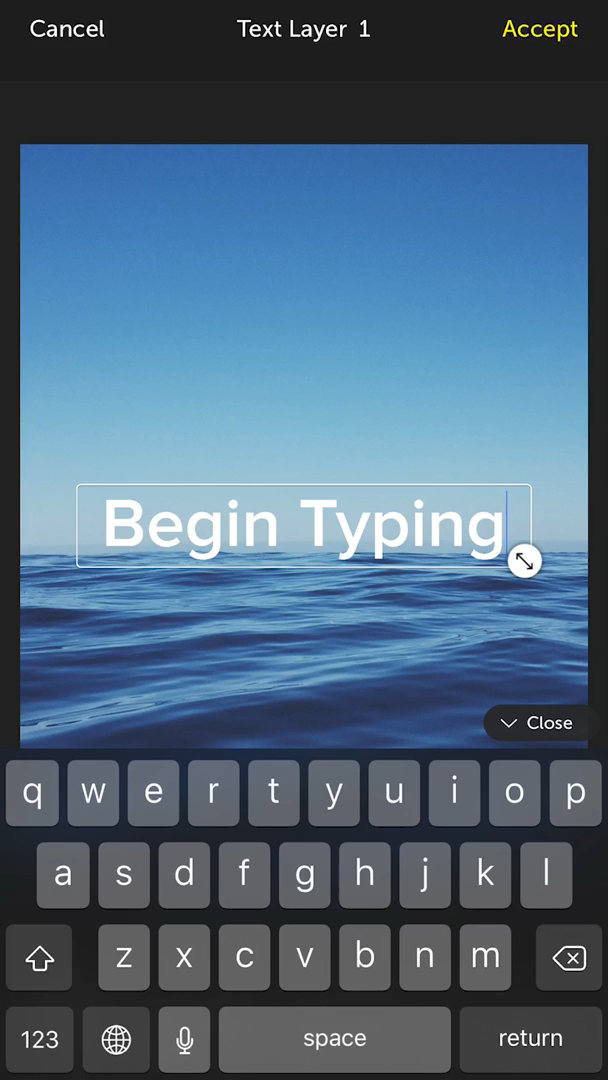 Cancel Text Layer 1 Accept
Begin Typing
Close
q w e r t y u i o p
a s d f g h j k l
z x c v b n m
123 space return